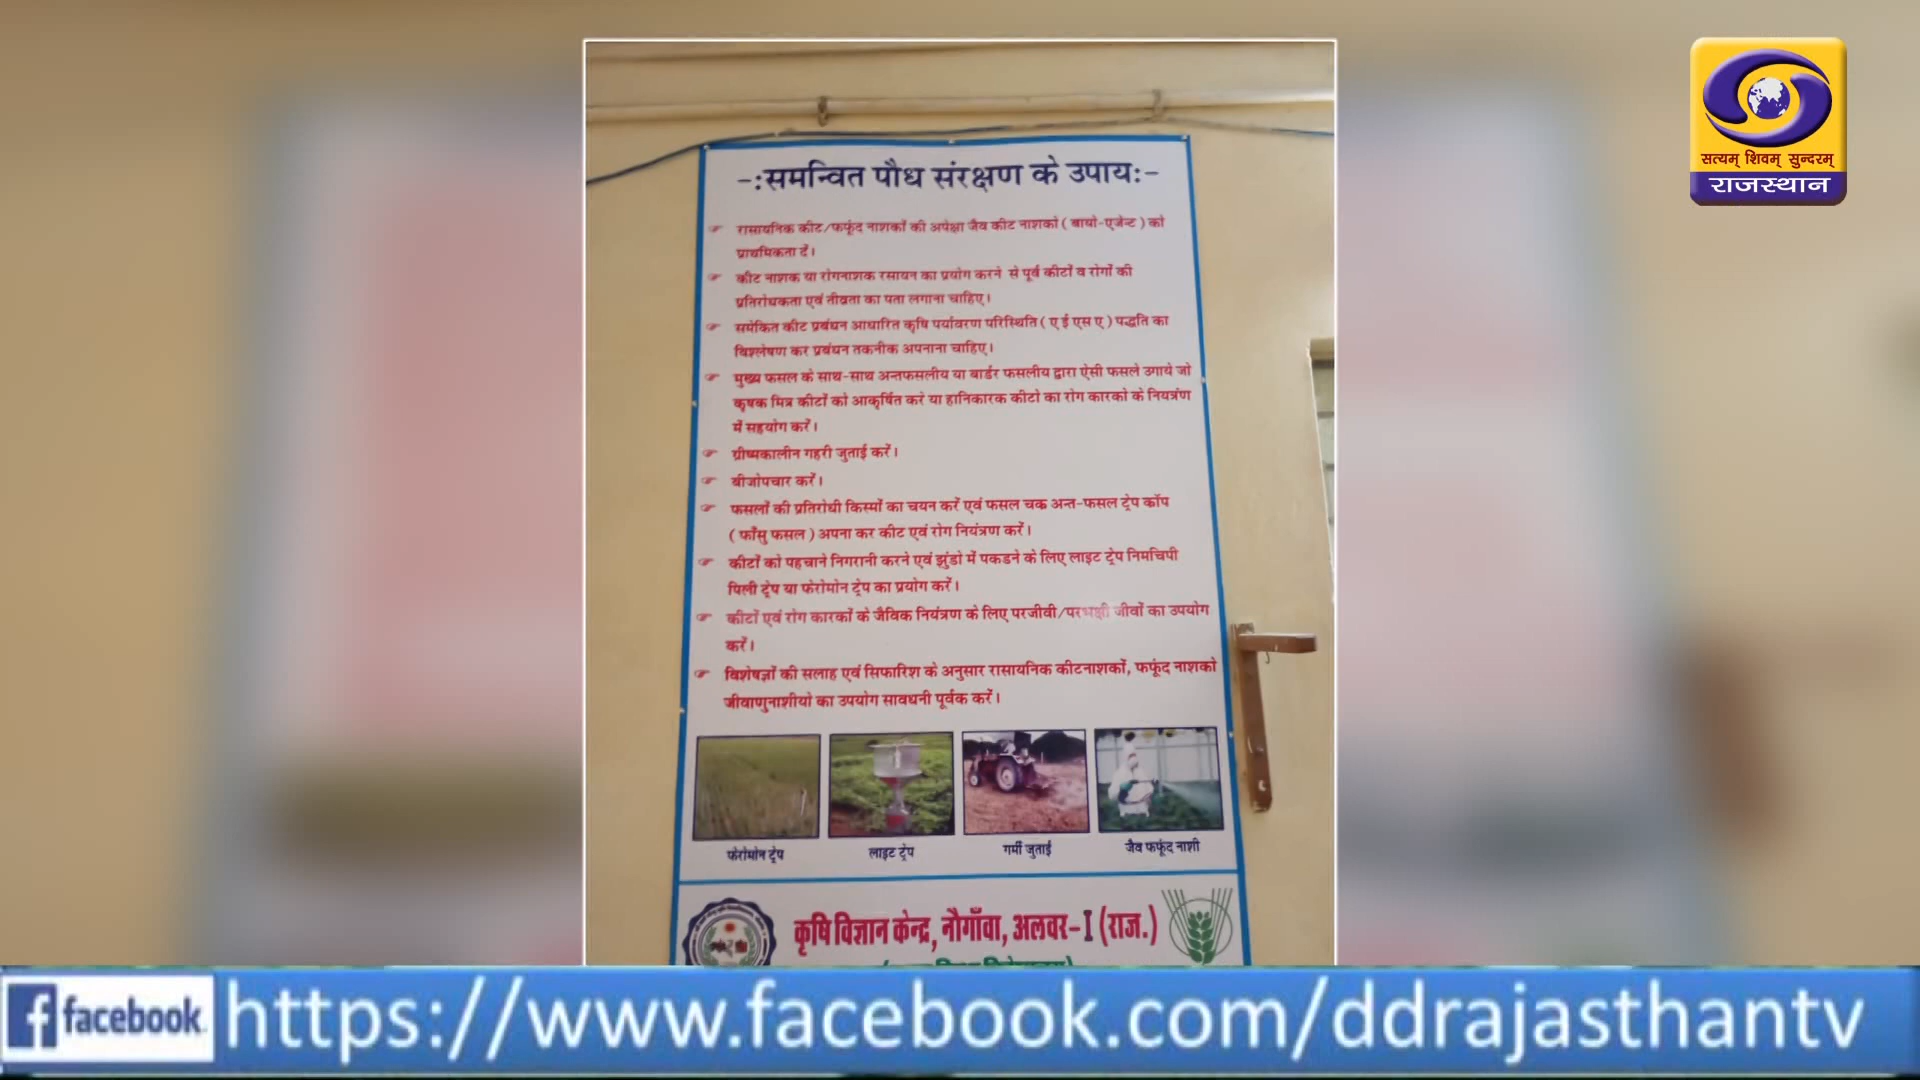 सत्यम् शिवम् सुन्दरम्
राजस्थान
-:समन्वित पौध संरक्षण के उपाय:-
☞ रासायनिक कीट/फफूंद नाशकों की अपेक्षा जैव कीट नाशको ( बायो-एजेन्ट ) को
प्राथमिकता दें।
☞ कीट नाशक या रोगनाशक रसायन का प्रयोग करने से पूर्व कीटों व रोगों की
प्रतिरोधकता एवं तीव्रता का पता लगाना चाहिए।
☞ समेकित कीट प्रबंधन आधारित कृषि पर्यावरण परिस्थिति ( ए ई एस ए ) पद्धति का
विश्लेषण कर प्रबंधन तकनीक अपनाना चाहिए।
☞ मुख्य फसल के साथ-साथ अन्तफसलीय या बार्डर फसलीय द्वारा ऐसी फसले उगाये जो
कृषक मित्र कीटों को आकृर्षित करे या हानिकारक कीटो का रोग कारको के नियत्रंण
में सहयोग करें।
☞ ग्रीष्मकालीन गहरी जुताई करें।
☞ बीजोपचार करें।
☞ फसलों की प्रतिरोधी किस्मों का चयन करें एवं फसल चक्र अन्त-फसल ट्रेप कॉप
( फाँसु फसल ) अपना कर कीट एवं रोग नियंत्रण करें।
☞ कीटों को पहचाने निगरानी करने एवं झुंडो में पकडने के लिए लाइट ट्रेप निमचिपी
पिली ट्रेप या फेरोमोन ट्रेप का प्रयोग करें।
☞ कीटों एवं रोग कारकों के जैविक नियंत्रण के लिए परजीवी/परभक्षी जीवों का उपयोग
करें।
☞ विशेषज्ञों की सलाह एवं सिफारिश के अनुसार रासायनिक कीटनाशकों, फफूंद नाशको
जीवाणुनाशीयो का उपयोग सावधनी पूर्वक करें।
फेरोमोन ट्रेप लाइट ट्रेप गर्मी जुताई जैव फफूंद नाशी
कृषि विज्ञान केन्द्र, नौगाँवा, अलवर-I (राज.)
facebook https://www.facebook.com/ddrajasthantv